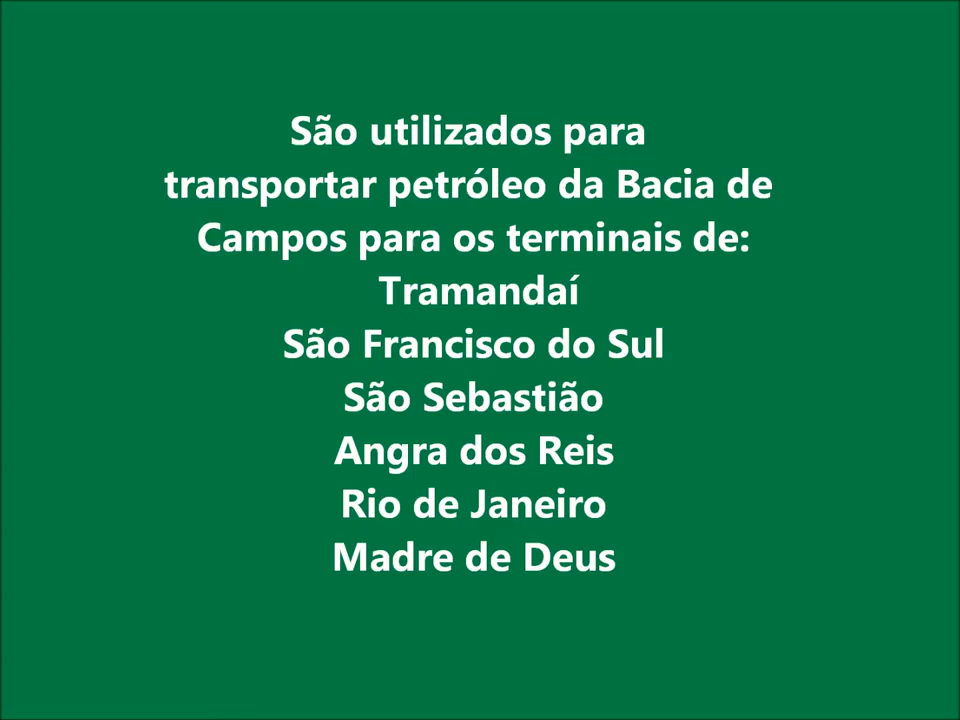 São utilizados para
transportar petróleo da Bacia de
Campos para os terminais de:
Tramandaí
São Francisco do Sul
São Sebastião
Angra dos Reis
Rio de Janeiro
Madre de Deus